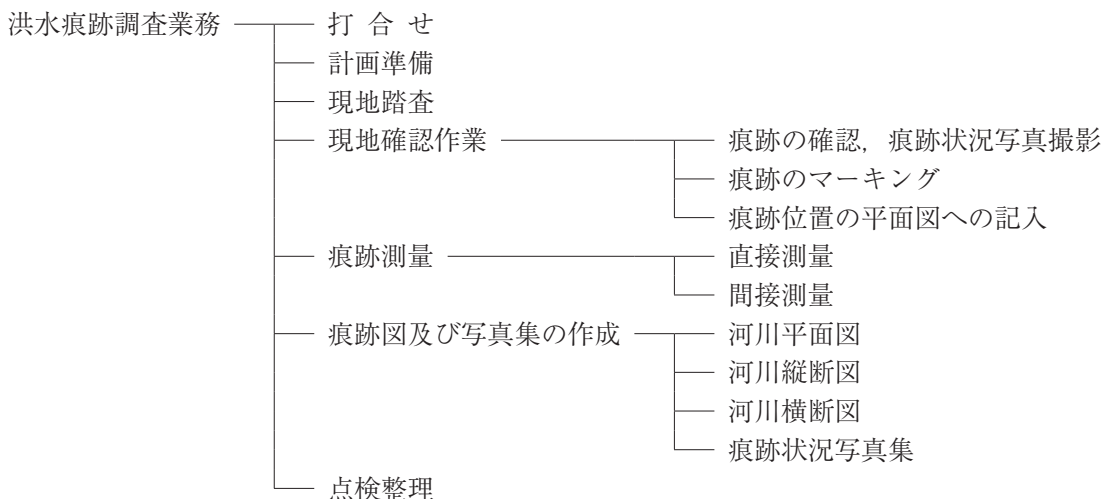 洪水痕跡調査業務
打 合 せ
計画準備
現地踏査
現地確認作業
痕跡の確認，痕跡状況写真撮影
痕跡のマーキング
痕跡位置の平面図への記入
痕跡測量
直接測量
間接測量
痕跡図及び写真集の作成
河川平面図
河川縦断図
河川横断図
痕跡状況写真集
点検整理